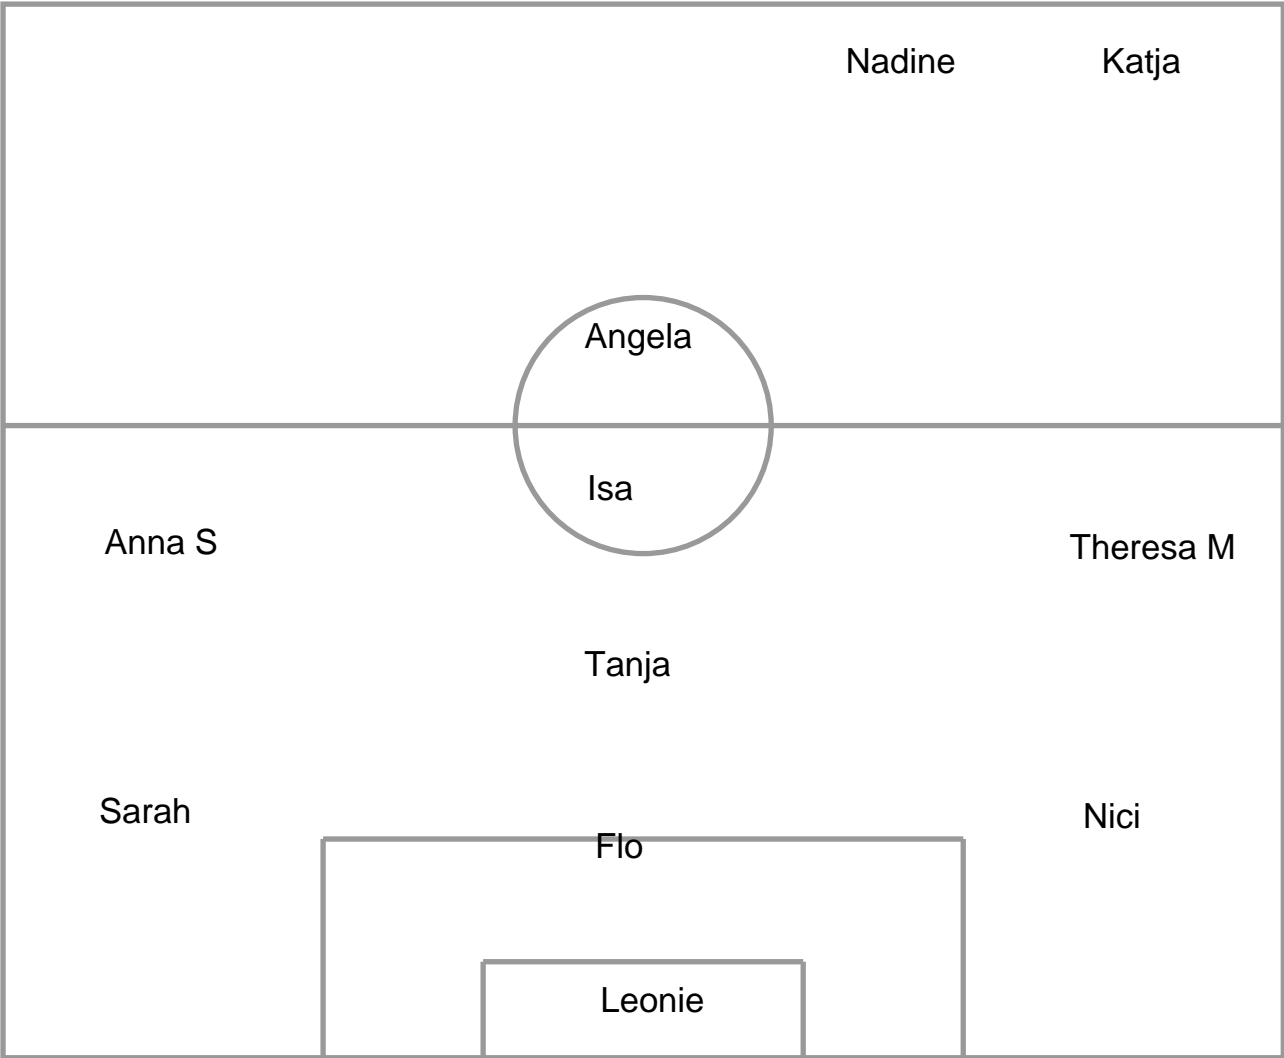 Nadine Katja
Angela
Isa
Anna S
Theresa M
Tanja
Sarah
Nici
Flo
Leonie